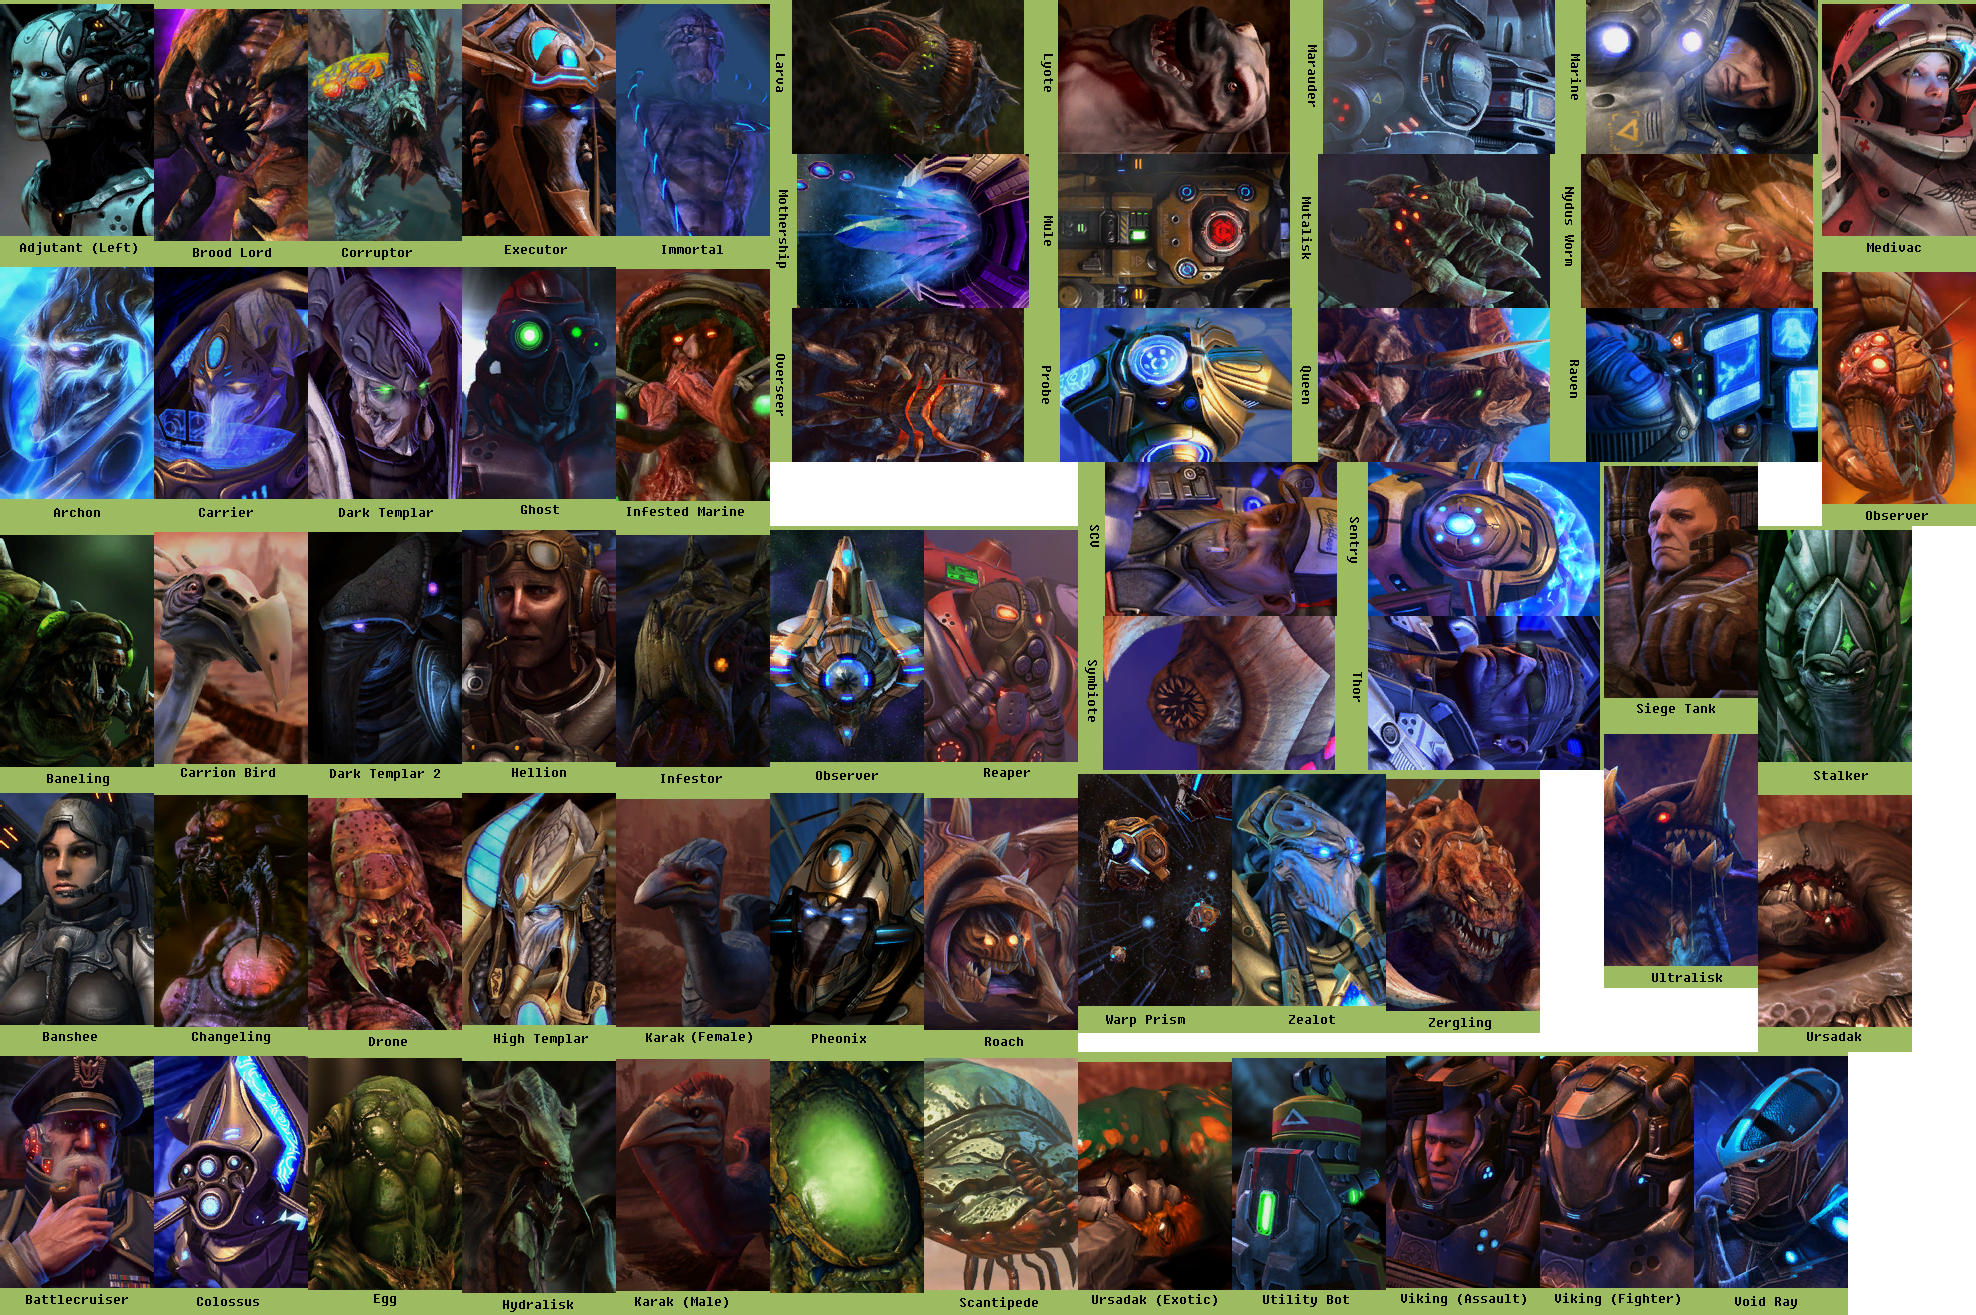 Adjutant (Left)
Brood Lord
Corruptor
Executor
Immortal
Larva
Lyote
Marauder
Marine
Medivac
Mothership
Mule
Mutalisk
Nydus Worm
Overseer
Probe
Queen
Raven
Observer
Archon
Carrier
Dark Templar
Ghost
Infested Marine
SCV
Sentry
Siege Tank
Stalker
Symbiote
Thor
Baneling
Carrion Bird
Dark Templar 2
Hellion
Infestor
Observer
Reaper
Banshee
Changeling
Drone
High Templar
Karak (Female)
Pheonix
Roach
Warp Prism
Zealot
Zergling
Ultralisk
Ursadak
Battlecruiser
Colossus
Egg
Hydralisk
Karak (Male)
Scantipede
Ursadak (Exotic)
Utility Bot
Viking (Assault)
Viking (Fighter)
Void Ray